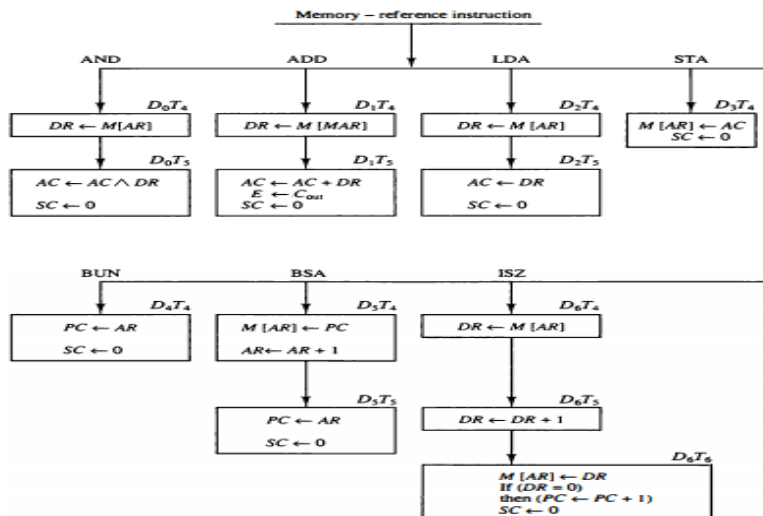 Memory – reference instruction
AND ADD LDA STA
D₀T₄ D₁T₄ D₂T₄ D₃T₄
DR ← M[AR] DR ← M [MAR] DR ← M [AR] M [AR] ← AC
SC ← 0
D₀T₅ D₁T₅ D₂T₅
AC ← AC ∧ DR AC ← AC + DR AC ← DR
E ← Cout
SC ← 0 SC ← 0 SC ← 0
BUN BSA ISZ
D₄T₄ D₅T₄ D₆T₄
PC ← AR M [AR] ← PC DR ← M [AR]
SC ← 0 AR ← AR + 1
D₅T₅ D₆T₅
PC ← AR DR ← DR + 1
SC ← 0
D₆T₆
M [AR] ← DR
If (DR = 0)
then (PC ← PC + 1)
SC ← 0